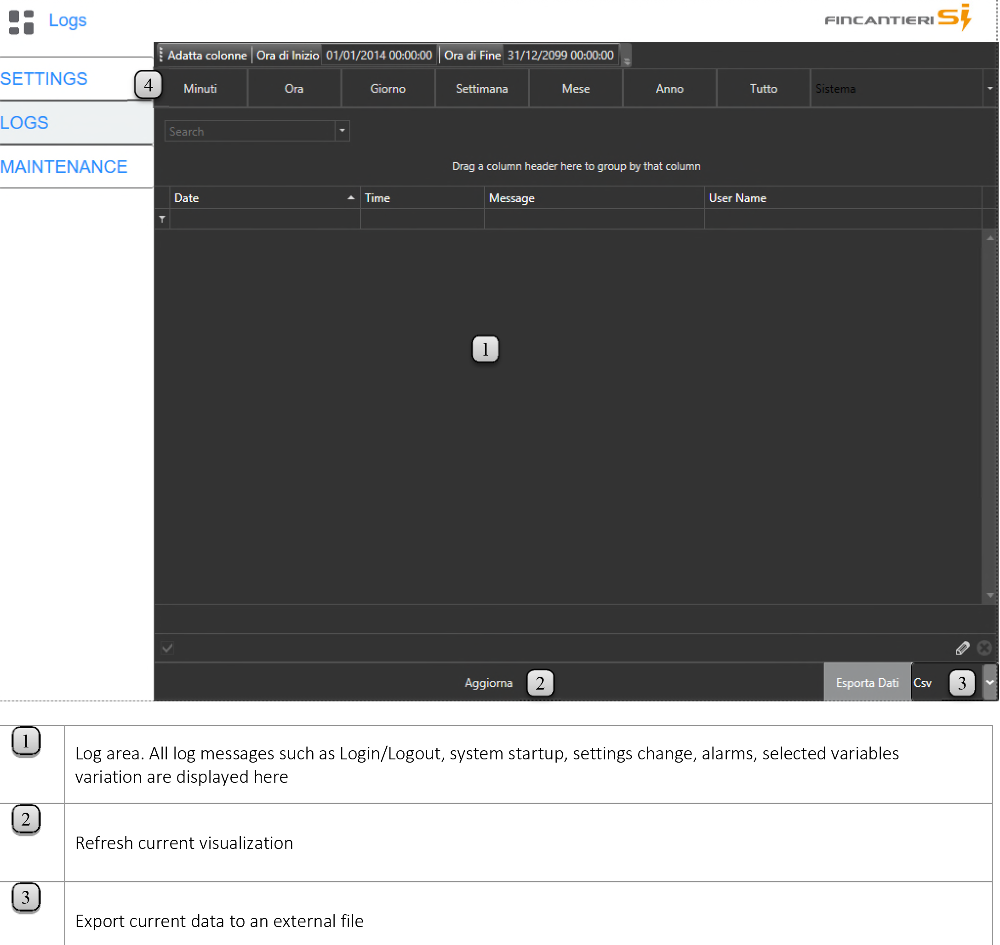 Logs
FINCANTIERI Si
Adatta colonne Ora di Inizio 01/01/2014 00:00:00 Ora di Fine 31/12/2099 00:00:00
SETTINGS
4
Minuti Ora Giorno Settimana Mese Anno Tutto Sistema
LOGS
Search
MAINTENANCE
Drag a column header here to group by that column
Date Time Message User Name
1
Aggiorna 2 Esporta Dati Csv 3
1
Log area. All log messages such as Login/Logout, system startup, settings change, alarms, selected variables
variation are displayed here
2
Refresh current visualization
3
Export current data to an external file